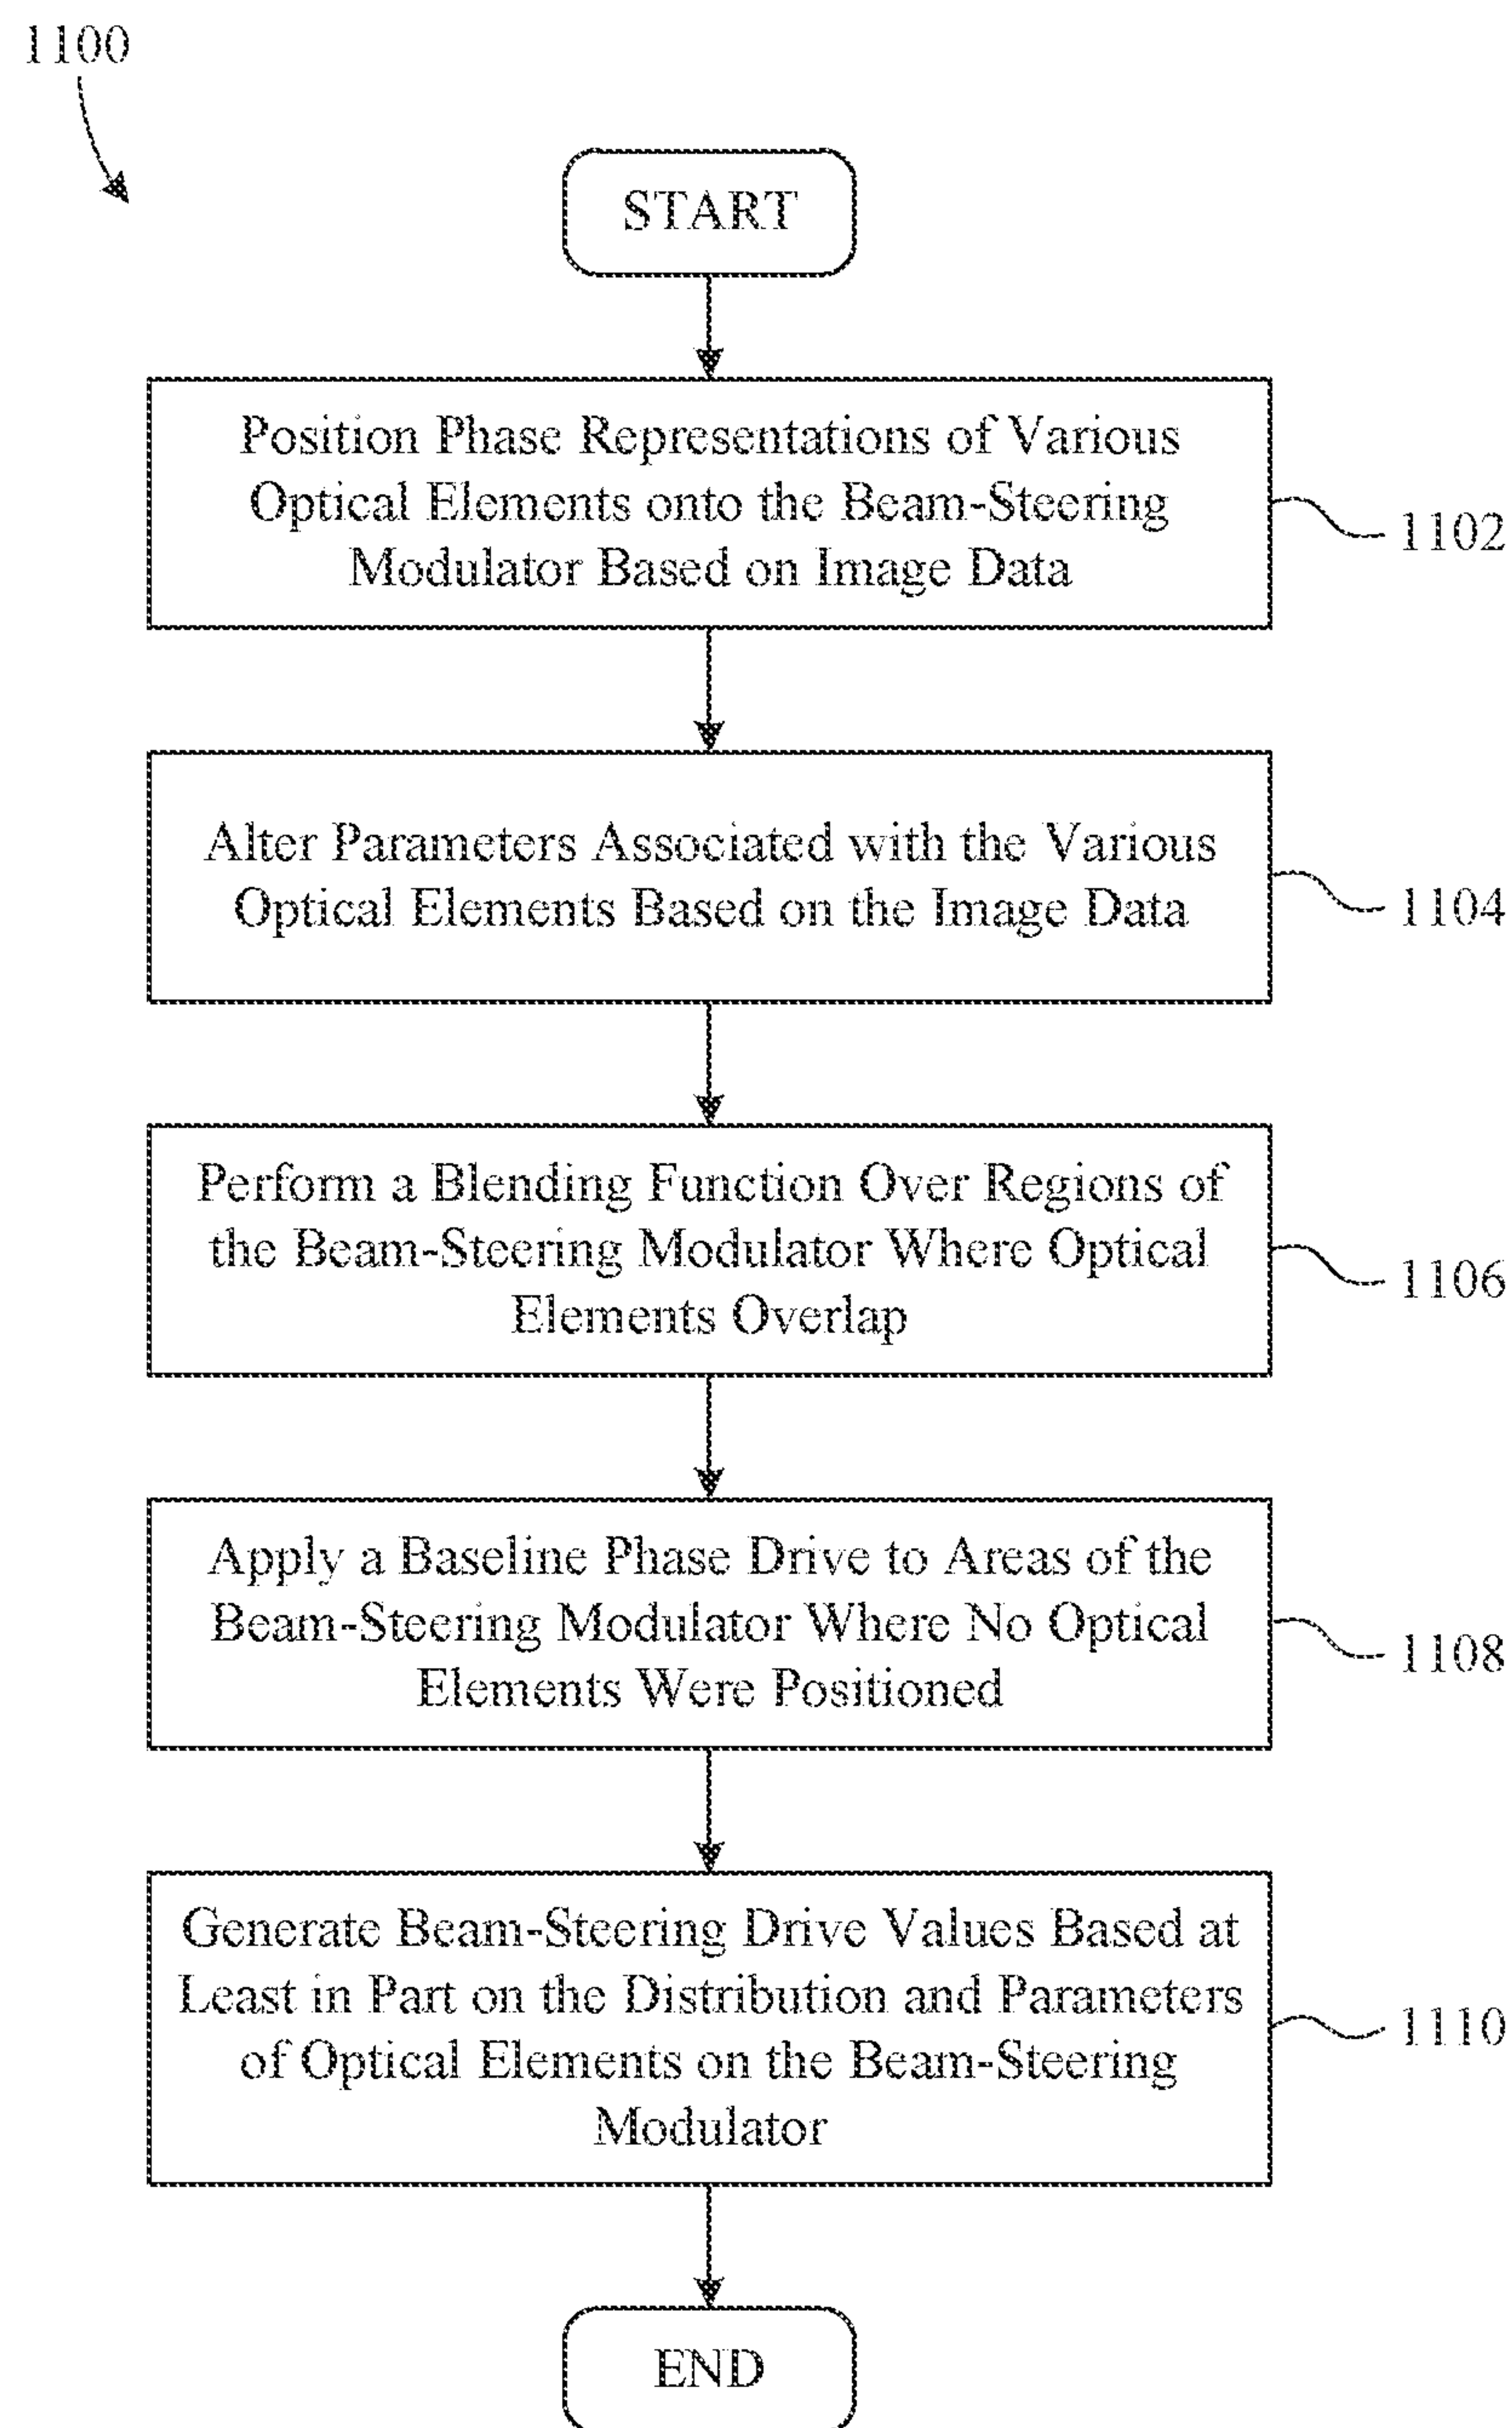 1100
START
Position Phase Representations of Various
Optical Elements onto the Beam-Steering
Modulator Based on Image Data
1102
Alter Parameters Associated with the Various
Optical Elements Based on the Image Data
1104
Perform a Blending Function Over Regions of
the Beam-Steering Modulator Where Optical
Elements Overlap
1106
Apply a Baseline Phase Drive to Areas of the
Beam-Steering Modulator Where No Optical
Elements Were Positioned
1108
Generate Beam-Steering Drive Values Based at
Least in Part on the Distribution and Parameters
of Optical Elements on the Beam-Steering
Modulator
1110
END